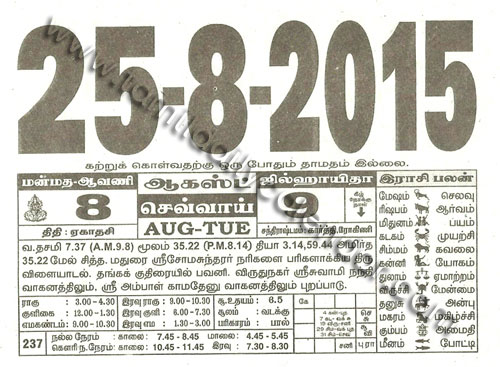 25-8-2015
கற்றுக் கொள்வதற்கு ஒரு போதும் தாமதம் இல்லை.
மன்மத-ஆவணி
8
திதி : ஏகாதசி
ஆகஸ்ட்
செவ்வாய்
AUG-TUE
ஜில்ஹாயிதா
9
கீழ் நோக்கு நாள்
சந்திராஷ்டமம்: கார்த்தி,ரோகிணி
வ.தசமி 7.37 (A.M.9.8) மூலம் 35.22 (P.M.8.14) தியா 3.14,59.4
35.22 மேல் சித்த. மதுரை ஸ்ரீசோமசுந்தரர் நரிகளை பரிகளாக்கிய
விளையாடல். தாங்கக் குதிரையில் பவனி. விருதுநகர் ஸ்ரீசுவாமி நந்தி
வாகனத்திலும், ஸ்ரீ அம்பாள் காமதேனு வாகனத்திலும் புறப்பாடு.
ராகு : 3.00 - 4.30 இரவு ராகு : 9.00 - 10.30 சூ.உதயம் : 6.5
குளிகை : 12.00 - 1.30 இரவு குளி : 6.00 - 7.30 சூலம் : வடக்கு
எமகண்டம் : 9.00 - 10.30 இரவு எம : 1.30 - 3.00 பரிகாரம் : பால்
237
நல்ல நேரம் : காலை: 7.45 - 8.45 மாலை: 4.45 - 5.45
கௌரி ந.நேரம் : காலை: 10.45 - 11.45 இரவு: 7.30 - 8.30
இராசி பலன்
மேஷம் செலவு
ரிஷபம் ஆர்வம்
மிதுனம் பயம்
கடகம் முயற்சி
சிம்மம் கவலை
கன்னி லாபம்
துலாம் ஏமாற்றம்
விருச்சிகம் மேன்மை
தனுசு அன்பு
மகரம் மகிழ்ச்சி
கும்பம் அமைதி
மீனம் போட்டி
www.tamildailycalendar.com